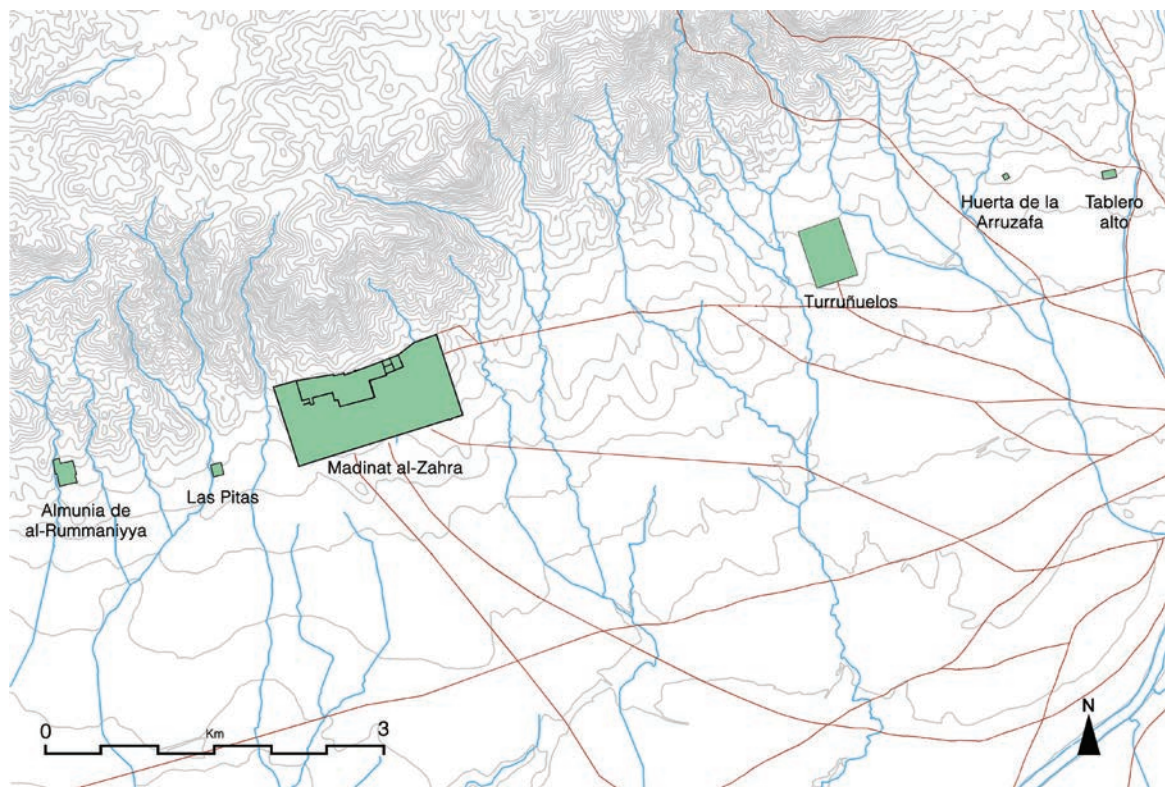 Huerta de la
Arruzafa
Tablero
alto
Turruñuelos
Madinat al-Zahra
Las Pitas
Almunia de
al-Rummaniyya
0
Km
3
N